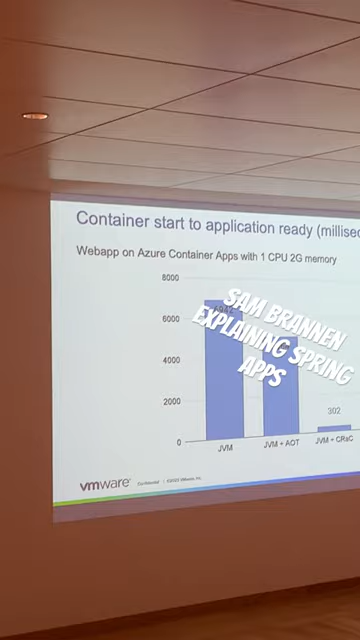 Container start to application ready (millisec
Webapp on Azure Container Apps with 1 CPU 2G memory
8000
6000
4000
2000
0
SAM BRANNEN
EXPLAINING SPRING
APPS
302
JVM
JVM + AOT
JVM + CRaC
vmware